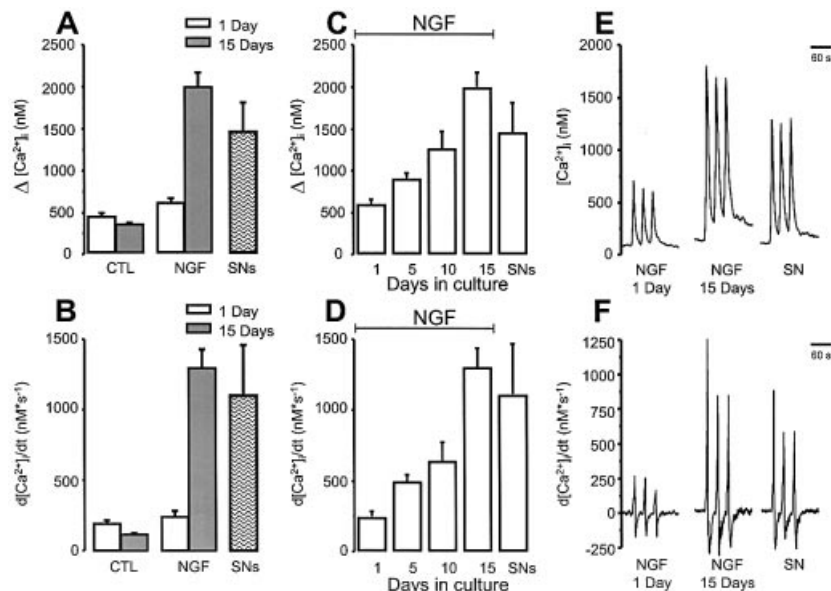 A
1 Day
15 Days
2500
2000
1500
1000
500
0
Δ [Ca²⁺]ᵢ (nM)
CTL
NGF
SNs
C
NGF
2500
2000
1500
1000
500
0
Δ [Ca²⁺]ᵢ (nM)
1 5 10 15 SNs
Days in culture
E
60 s
2000
1500
1000
500
0
[Ca²⁺]ᵢ (nM)
NGF
1 Day
NGF
15 Days
SN
B
1 Day
15 Days
1500
1000
500
0
d[Ca²⁺]ᵢ/dt (nM*s⁻¹)
CTL
NGF
SNs
D
NGF
1500
1000
500
0
d[Ca²⁺]ᵢ/dt (nM*s⁻¹)
1 5 10 15 SNs
Days in culture
F
60 s
1250
1000
750
500
250
0
-250
d[Ca²⁺]ᵢ/dt (nM*s⁻¹)
NGF
1 Day
NGF
15 Days
SN